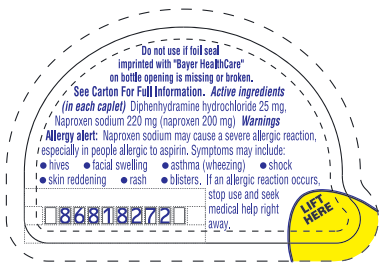 Do not use if foil seal
imprinted with "Bayer HealthCare"
on bottle opening is missing or broken.
See Carton For Full Information. Active ingredients
(in each caplet) Diphenhydramine hydrochloride 25 mg,
Naproxen sodium 220 mg (naproxen 200 mg) Warnings
Allergy alert: Naproxen sodium may cause a severe allergic reaction,
especially in people allergic to aspirin. Symptoms may include:
• hives • facial swelling • asthma (wheezing) • shock
• skin reddening • rash • blisters. If an allergic reaction occurs,
stop use and seek
medical help right
away.
86818272
LIFT
HERE